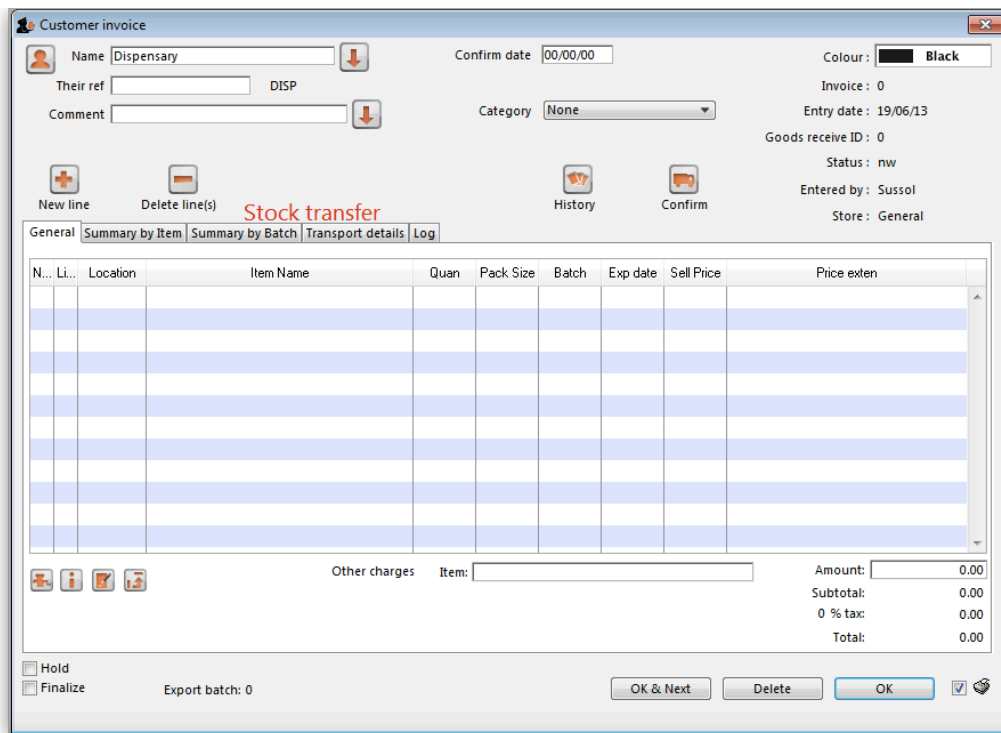 Customer invoice
Name Dispensary Confirm date 00/00/00 Colour : Black
Their ref DISP Invoice : 0
Comment Category None Entry date : 19/06/13
Goods receive ID : 0
Status : nw
New line Delete line(s) History Confirm Entered by : Sussol
Stock transfer Store : General
General Summary by Item Summary by Batch Transport details Log
N... Li... Location Item Name Quan Pack Size Batch Exp date Sell Price Price exten
Other charges Item: Amount: 0.00
Subtotal: 0.00
0 % tax: 0.00
Total: 0.00
Hold
Finalize Export batch: 0 OK & Next Delete OK